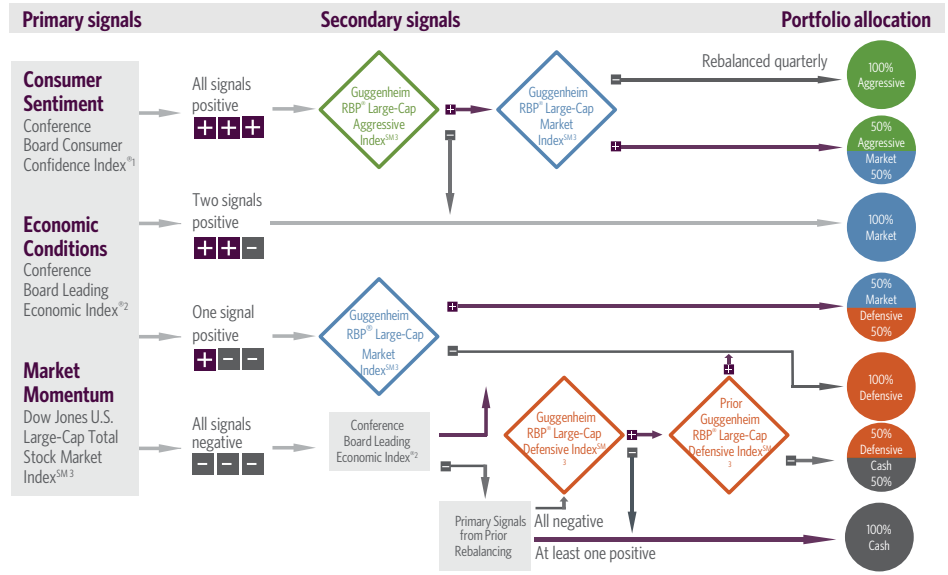 Primary signals
Secondary signals
Portfolio allocation
Consumer
Sentiment
Conference
Board Consumer
Confidence Index®1
Economic
Conditions
Conference
Board Leading
Economic Index®2
Market
Momentum
Dow Jones U.S.
Large-Cap Total
Stock Market
IndexSM 3
All signals
positive
+ + +
Guggenheim
RBP® Large-Cap
Aggressive
IndexSM3
+
−
Guggenheim
RBP® Large-Cap
Market
IndexSM3
−
+
Rebalanced quarterly
100%
Aggressive
50%
Aggressive
Market
50%
Two signals
positive
+ + −
100%
Market
One signal
positive
+ − −
Guggenheim
RBP® Large-Cap
Market
IndexSM3
+
−
50%
Market
Defensive
50%
100%
Defensive
All signals
negative
− − −
Conference
Board Leading
Economic Index®2
−
Primary Signals
from Prior
Rebalancing
All negative
At least one positive
Guggenheim
RBP® Large-Cap
Defensive IndexSM
3
+
−
Prior
Guggenheim
RBP® Large-Cap
Defensive IndexSM
3
+
−
50%
Defensive
Cash
50%
100%
Cash